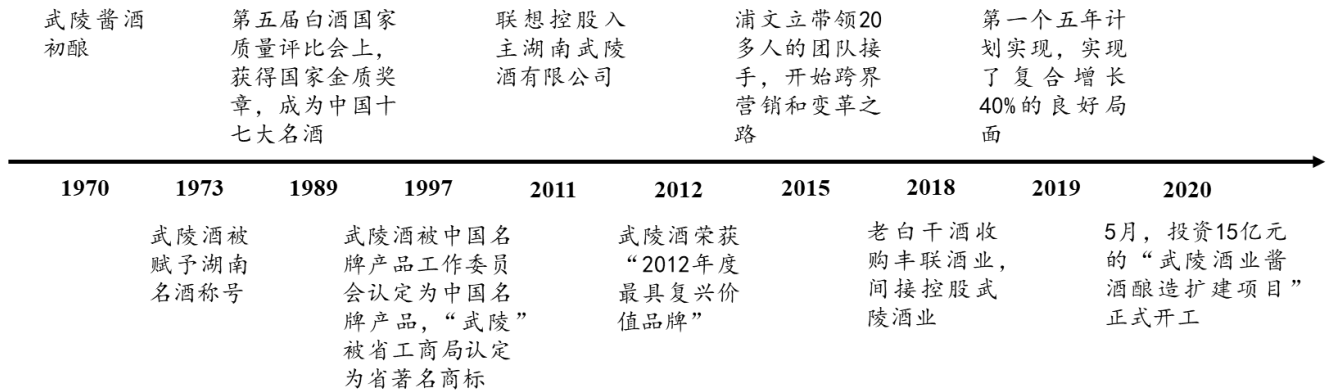 武陵酱酒
初酿
第五届白酒国家
质量评比会上，
获得国家金质奖
章，成为中国十
七大名酒
联想控股入
主湖南武陵
酒有限公司
浦文立带领20
多人的团队接
手，开始跨界
营销和变革之
路
第一个五年计
划实现，实现
了复合增长
40%的良好局
面
1970
1973
1989
1997
2011
2012
2015
2018
2019
2020
武陵酒被
赋予湖南
名酒称号
武陵酒被中国名
牌产品工作委员
会认定为中国名
牌产品，“武陵”
被省工商局认定
为省著名商标
武陵酒荣获
“2012年度
最具复兴价
值品牌”
老白干酒收
购丰联酒业，
间接控股武
陵酒业
5月，投资15亿元
的“武陵酒业酱
酒酿造扩建项目”
正式开工